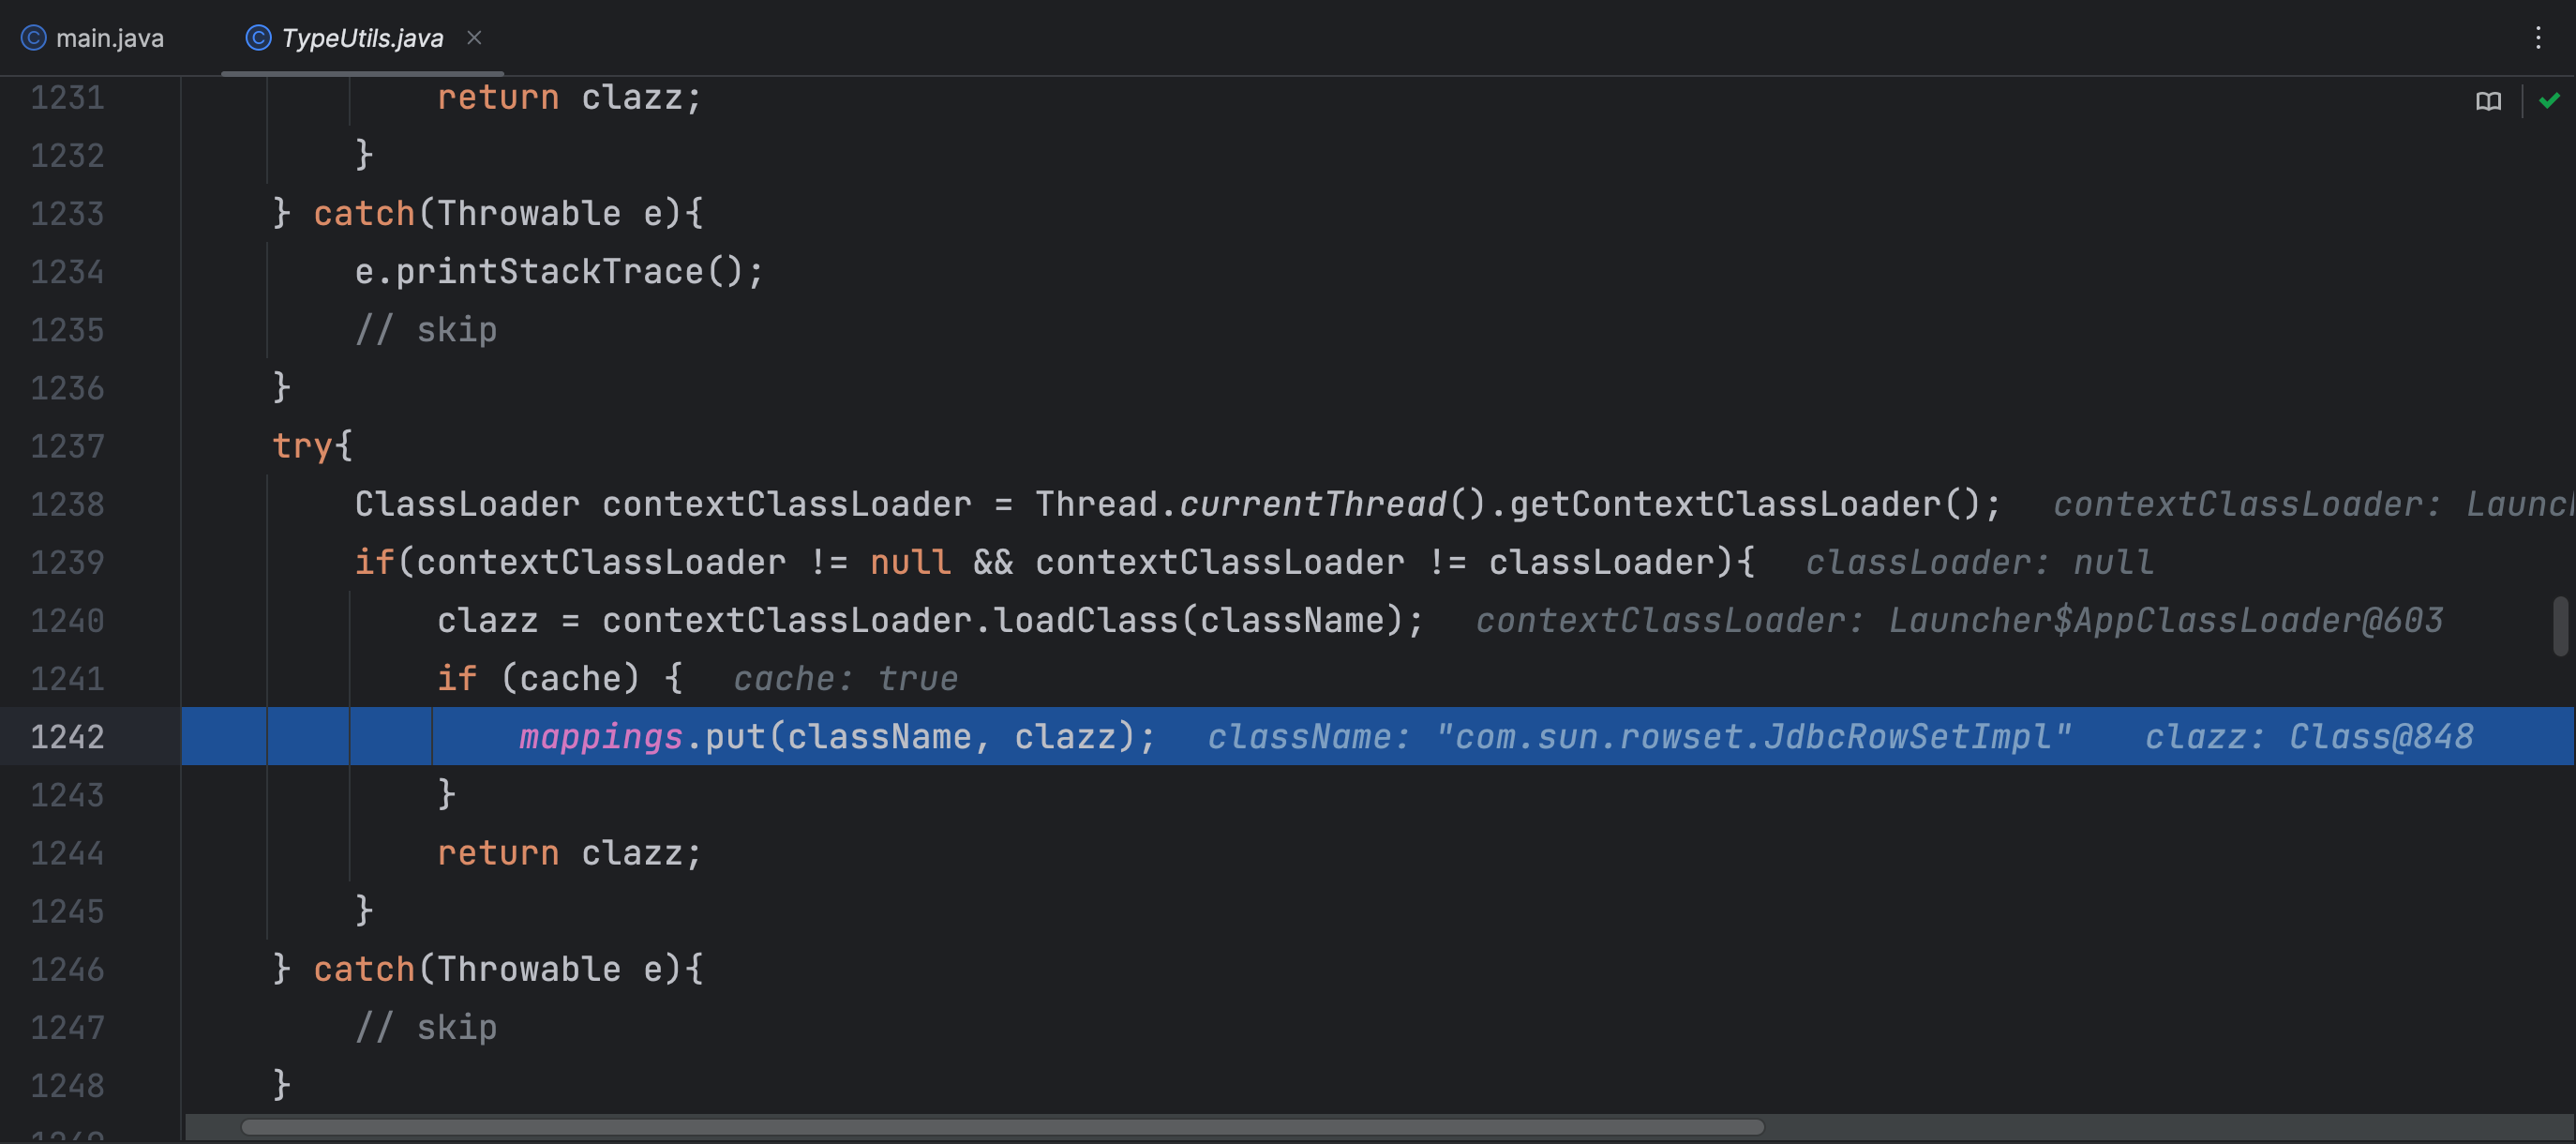 main.java TypeUtils.java
1231 return clazz;
1232 }
1233 } catch(Throwable e){
1234 e.printStackTrace();
1235 // skip
1236 }
1237 try{
1238 ClassLoader contextClassLoader = Thread.currentThread().getContextClassLoader(); contextClassLoader:
1239 if(contextClassLoader != null && contextClassLoader != classLoader){ classLoader: null
1240 clazz = contextClassLoader.loadClass(className); contextClassLoader: Launcher$AppClassLoader@603
1241 if (cache) { cache: true
1242 mappings.put(className, clazz); className: "com.sun.rowset.JdbcRowSetImpl" clazz: Class@848
1243 }
1244 return clazz;
1245 }
1246 } catch(Throwable e){
1247 // skip
1248 }